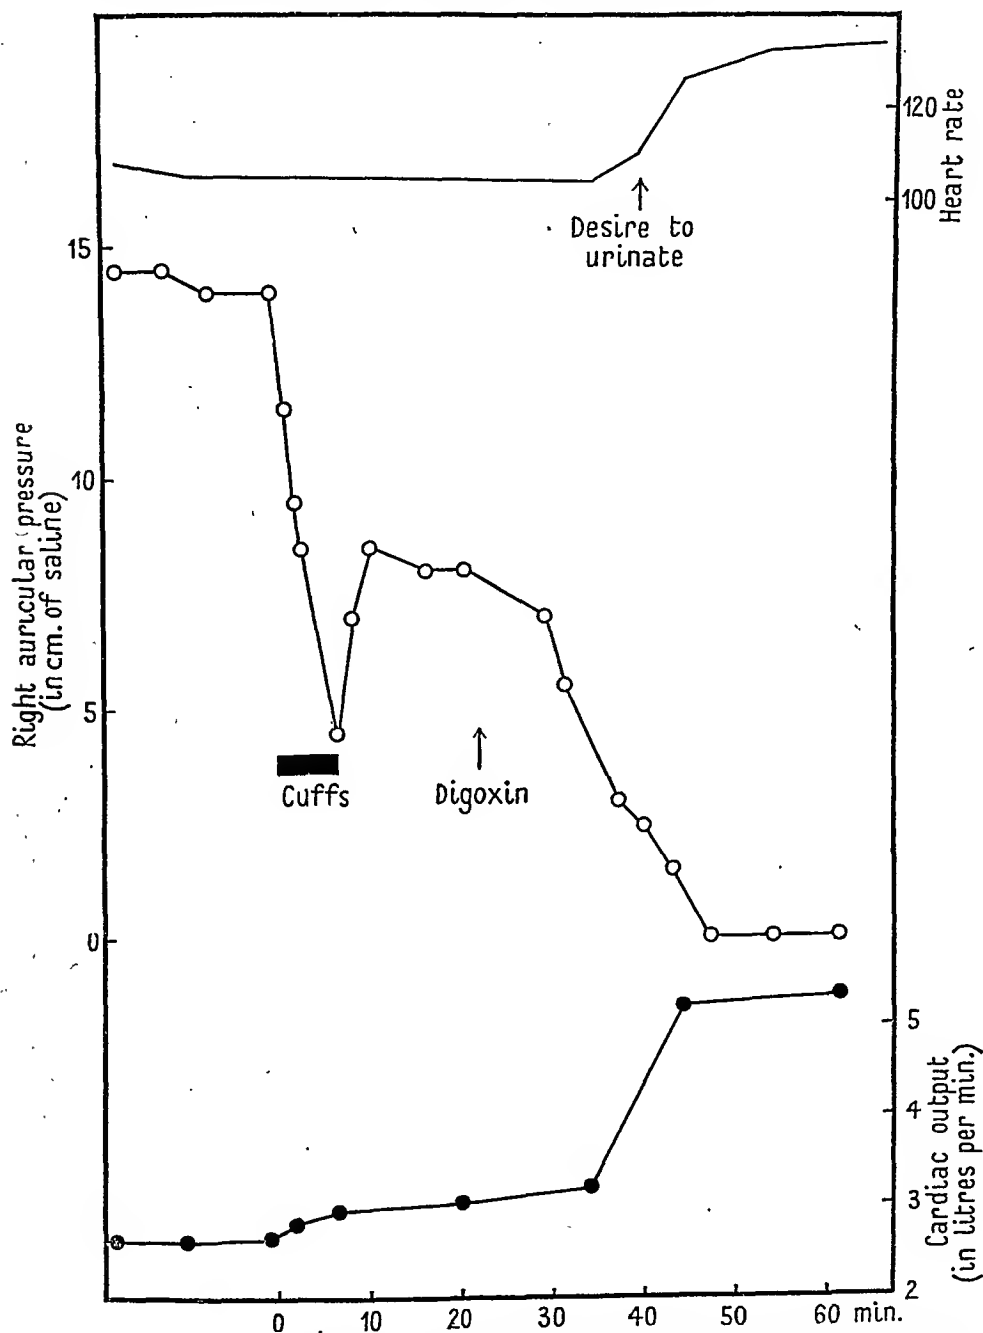 120
Heart rate
100
Desire to
urinate
15
10
Right auricular pressure
(in cm. of saline)
5
Cuffs
Digoxin
0
5
4
3
2
Cardiac output
(in litres per min.)
0 10 20 30 40 50 60 min.